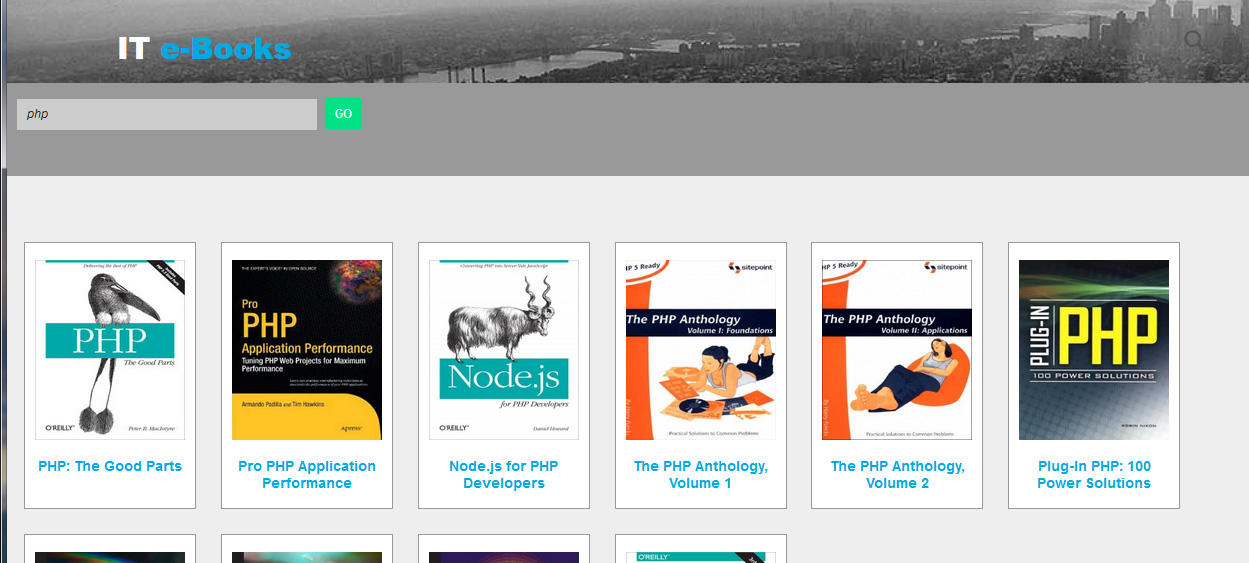 IT e-Books
php
GO
Delivering the Best of PHP
PHP
The Good Parts
O'REILLY
Peter B. MacIntyre
THE EXPERT'S VOICE IN OPEN SOURCE
Pro
PHP
Application Performance
Tuning PHP Web Projects for Maximum
Performance
Armando Padilla and Tim Hawkins
Apress
Converting PHP into Server-Side JavaScript
Node.js
for PHP Developers
O'REILLY
Daniel Howard
HP 5 Ready
sitepoint
The PHP Anthology
Volume I: Foundations
Practical Solutions to Common Problems
HP 5 Ready
sitepoint
The PHP Anthology
Volume II: Applications
Practical Solutions to Common Problems
PLUG-IN
PHP
100 POWER SOLUTIONS
ROBIN NIXON
PHP: The Good Parts
Pro PHP Application
Performance
Node.js for PHP
Developers
The PHP Anthology,
Volume 1
The PHP Anthology,
Volume 2
Plug-In PHP: 100
Power Solutions
O'REILLY